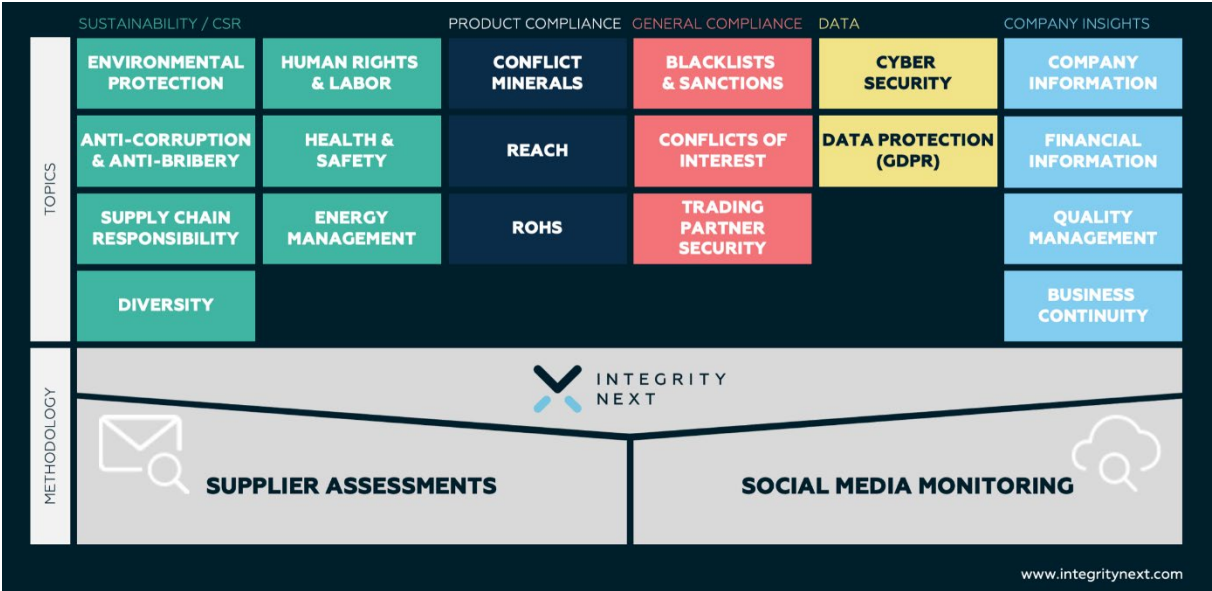 SUSTAINABILITY / CSR
PRODUCT COMPLIANCE
GENERAL COMPLIANCE
DATA
COMPANY INSIGHTS
TOPICS
ENVIRONMENTAL
PROTECTION
HUMAN RIGHTS
& LABOR
CONFLICT
MINERALS
BLACKLISTS
& SANCTIONS
CYBER
SECURITY
COMPANY
INFORMATION
ANTI-CORRUPTION
& ANTI-BRIBERY
HEALTH &
SAFETY
REACH
CONFLICTS OF
INTEREST
DATA PROTECTION
(GDPR)
FINANCIAL
INFORMATION
SUPPLY CHAIN
RESPONSIBILITY
ENERGY
MANAGEMENT
ROHS
TRADING
PARTNER
SECURITY
QUALITY
MANAGEMENT
DIVERSITY
BUSINESS
CONTINUITY
METHODOLOGY
INTEGRITY
NEXT
SUPPLIER ASSESSMENTS
SOCIAL MEDIA MONITORING
www.integritynext.com